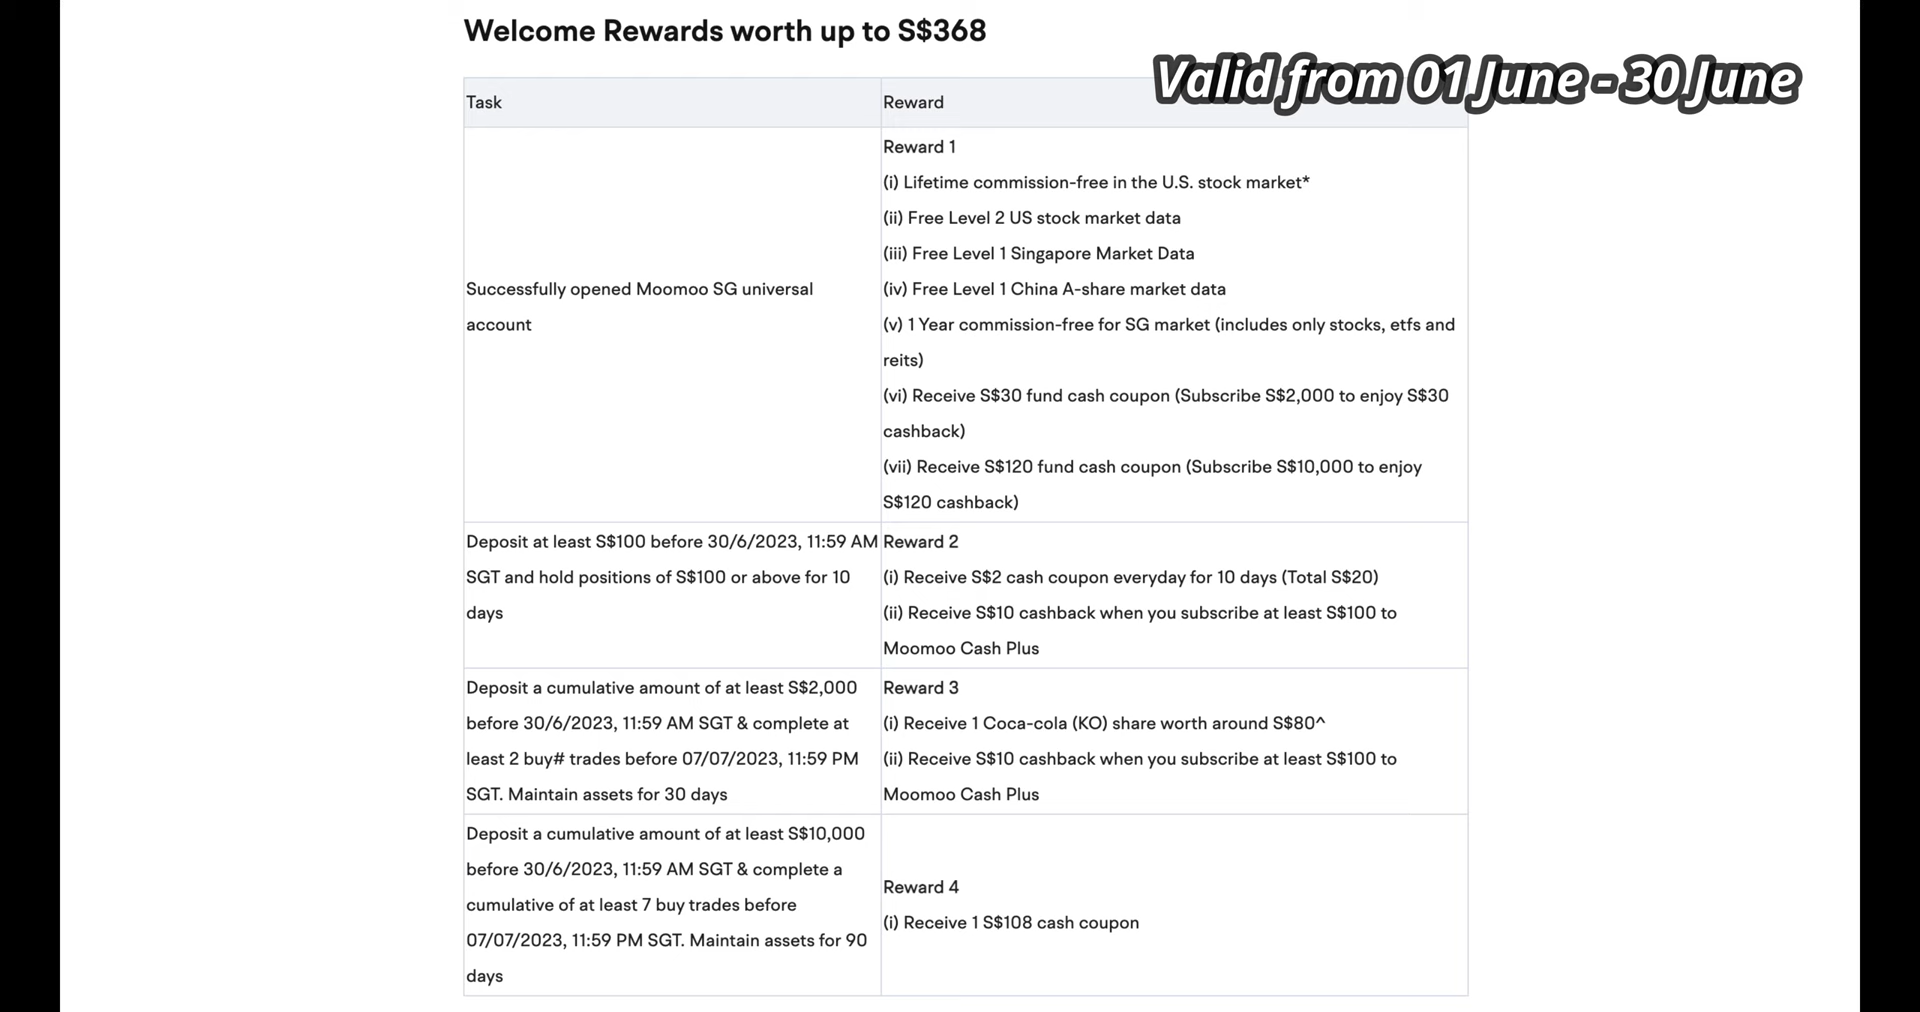 Welcome Rewards worth up to S$368
Valid from 01 June - 30 June
Task
Reward
Successfully opened Moomoo SG universal
account
Reward 1
(i) Lifetime commission-free in the U.S. stock market*
(ii) Free Level 2 US stock market data
(iii) Free Level 1 Singapore Market Data
(iv) Free Level 1 China A-share market data
(v) 1 Year commission-free for SG market (includes only stocks, etfs and
reits)
(vi) Receive S$30 fund cash coupon (Subscribe S$2,000 to enjoy S$30
cashback)
(vii) Receive S$120 fund cash coupon (Subscribe S$10,000 to enjoy
S$120 cashback)
Deposit at least S$100 before 30/6/2023, 11:59 AM
SGT and hold positions of S$100 or above for 10
days
Reward 2
(i) Receive S$2 cash coupon everyday for 10 days (Total S$20)
(ii) Receive S$10 cashback when you subscribe at least S$100 to
Moomoo Cash Plus
Deposit a cumulative amount of at least S$2,000
before 30/6/2023, 11:59 AM SGT & complete at
least 2 buy# trades before 07/07/2023, 11:59 PM
SGT. Maintain assets for 30 days
Reward 3
(i) Receive 1 Coca-cola (KO) share worth around S$80^
(ii) Receive S$10 cashback when you subscribe at least S$100 to
Moomoo Cash Plus
Deposit a cumulative amount of at least S$10,000
before 30/6/2023, 11:59 AM SGT & complete a
cumulative of at least 7 buy trades before
07/07/2023, 11:59 PM SGT. Maintain assets for 90
days
Reward 4
(i) Receive 1 S$108 cash coupon